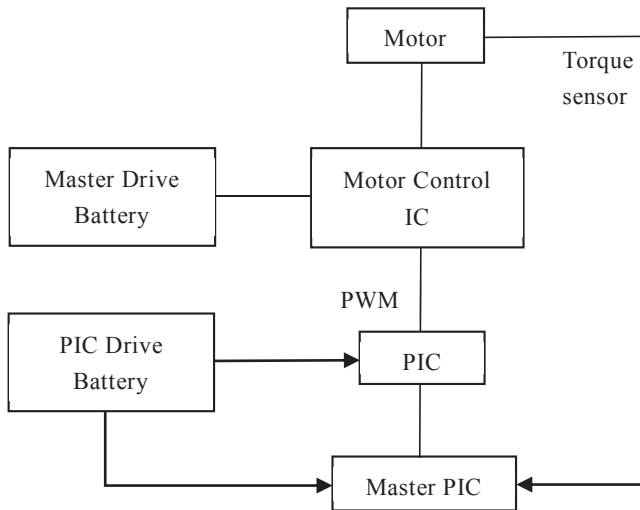 Motor
Torque
sensor
Master Drive
Battery
Motor Control
IC
PWM
PIC Drive
Battery
PIC
Master PIC